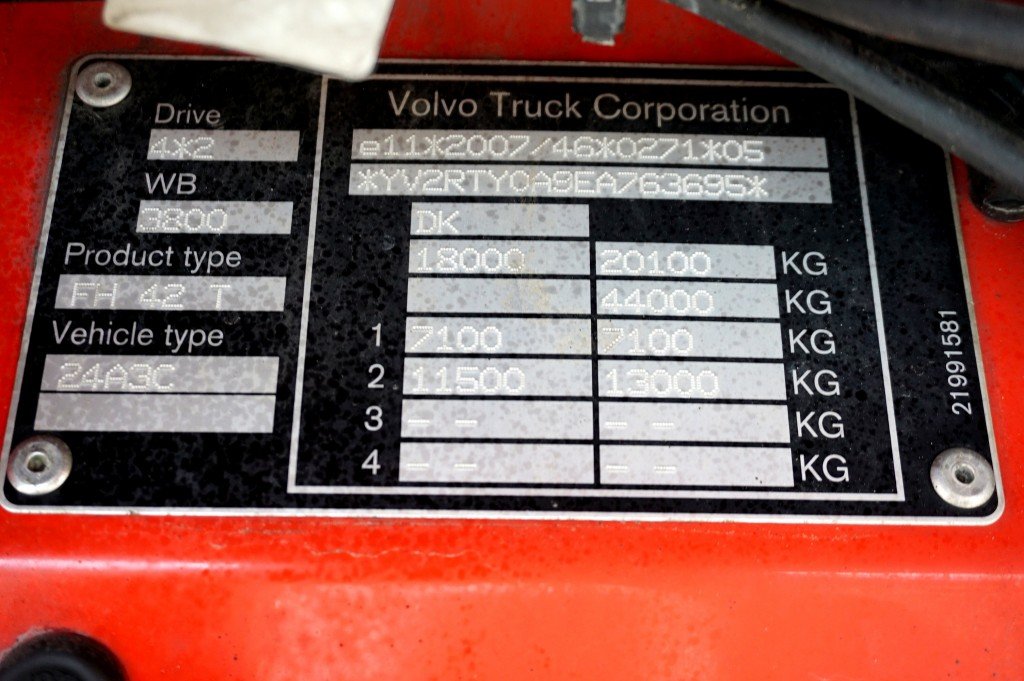 Drive
4*2
WB
3800
Product type
FH 42 T
Vehicle type
24A3C
Volvo Truck Corporation
e11*2007/46*0271*05
*YV2RTY0A9EA763695*
DK
18000 20100 KG
44000 KG
1 7100 7100 KG
2 11500 13000 KG
3 - - - - KG
4 - - - - KG
21991581